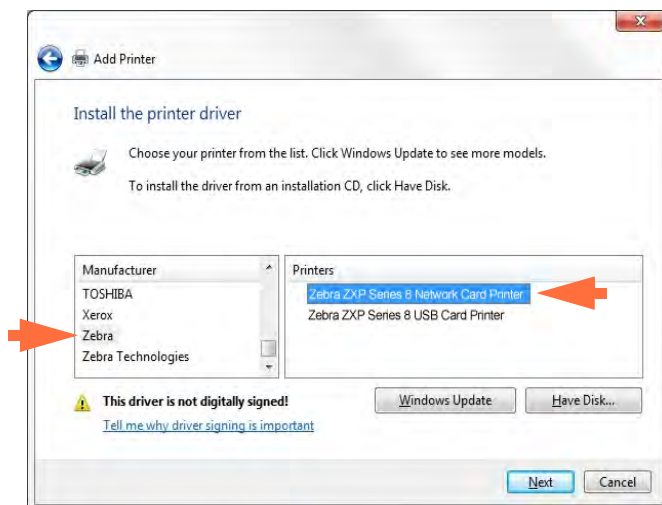 Add Printer
Install the printer driver
Choose your printer from the list. Click Windows Update to see more models.
To install the driver from an installation CD, click Have Disk.
Manufacturer
TOSHIBA
Xerox
Zebra
Zebra Technologies
Printers
Zebra ZXP Series 8 Network Card Printer
Zebra ZXP Series 8 USB Card Printer
This driver is not digitally signed!
Tell me why driver signing is important
Windows Update
Have Disk...
Next
Cancel